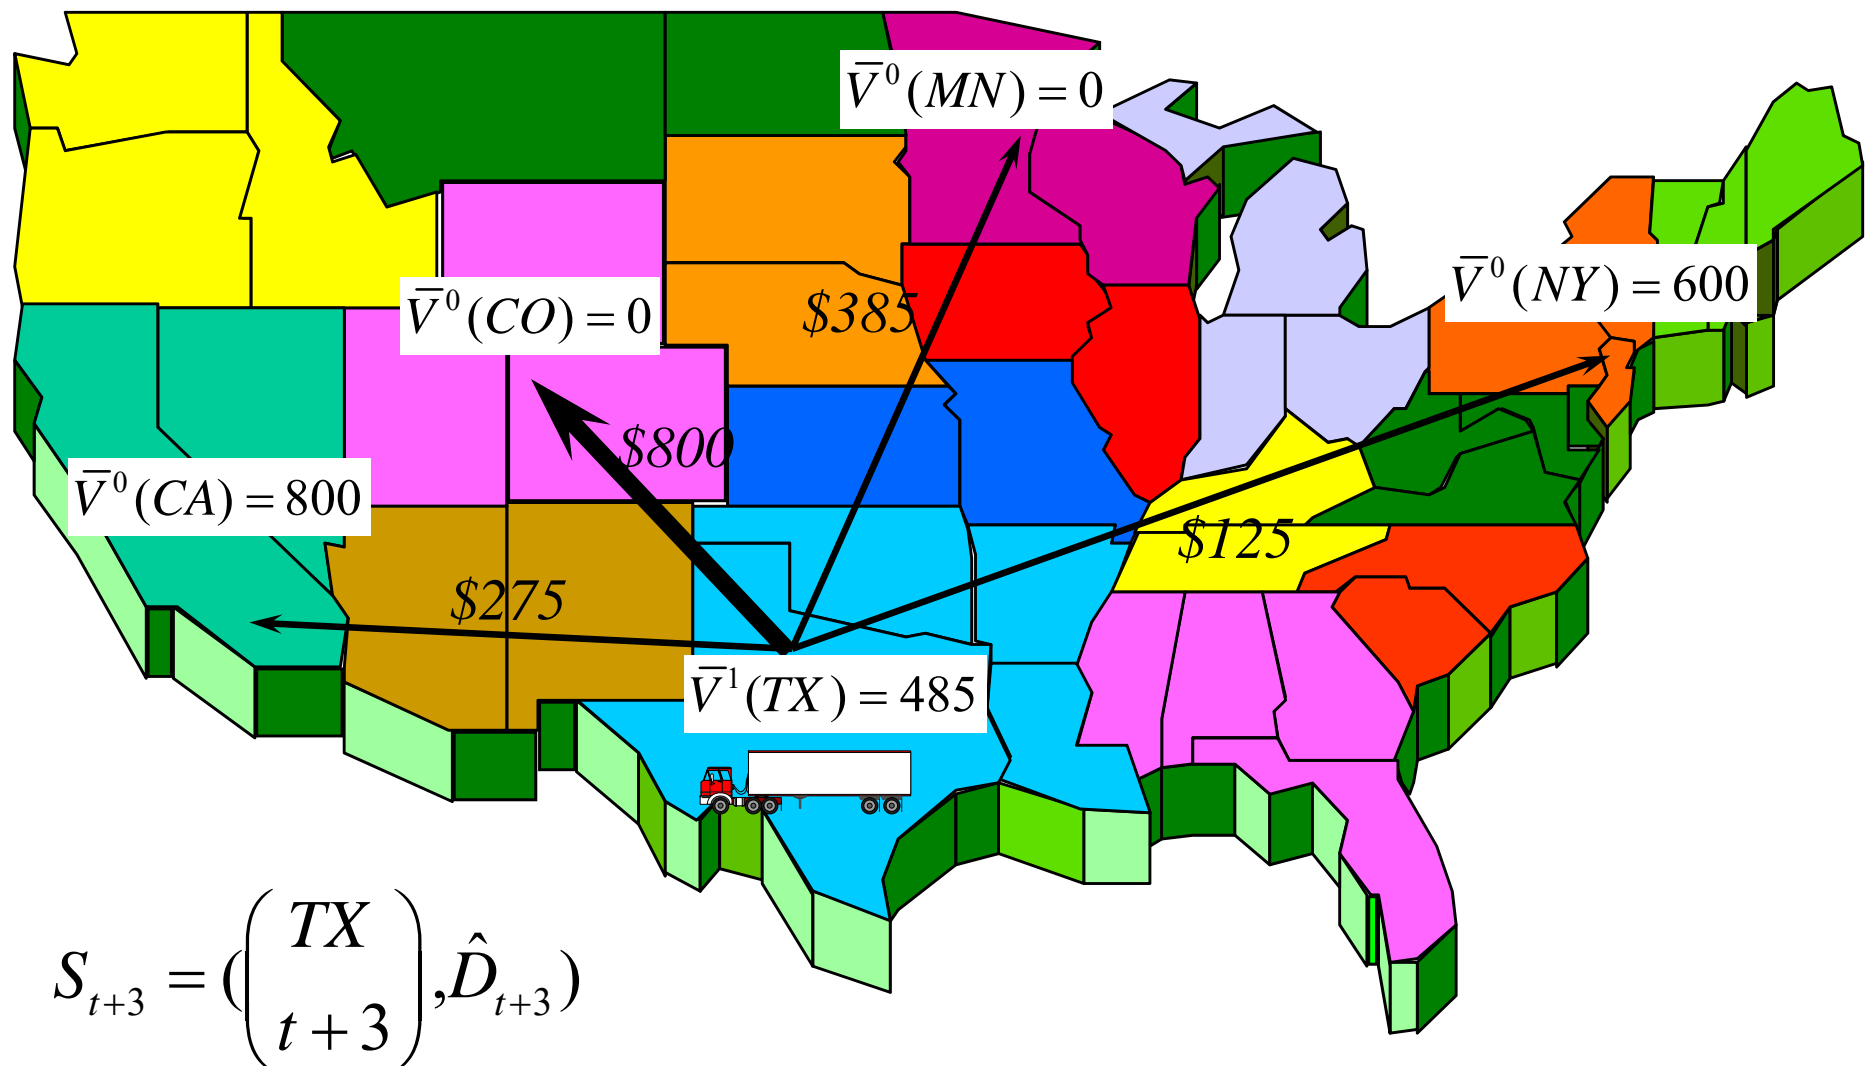 V̅⁰(MN) = 0
V̅⁰(NY) = 600
V̅⁰(CO) = 0
$385
$800
V̅⁰(CA) = 800
$125
$275
V̅¹(TX) = 485
S_{t+3} = ((TX
t + 3), D̂_{t+3})